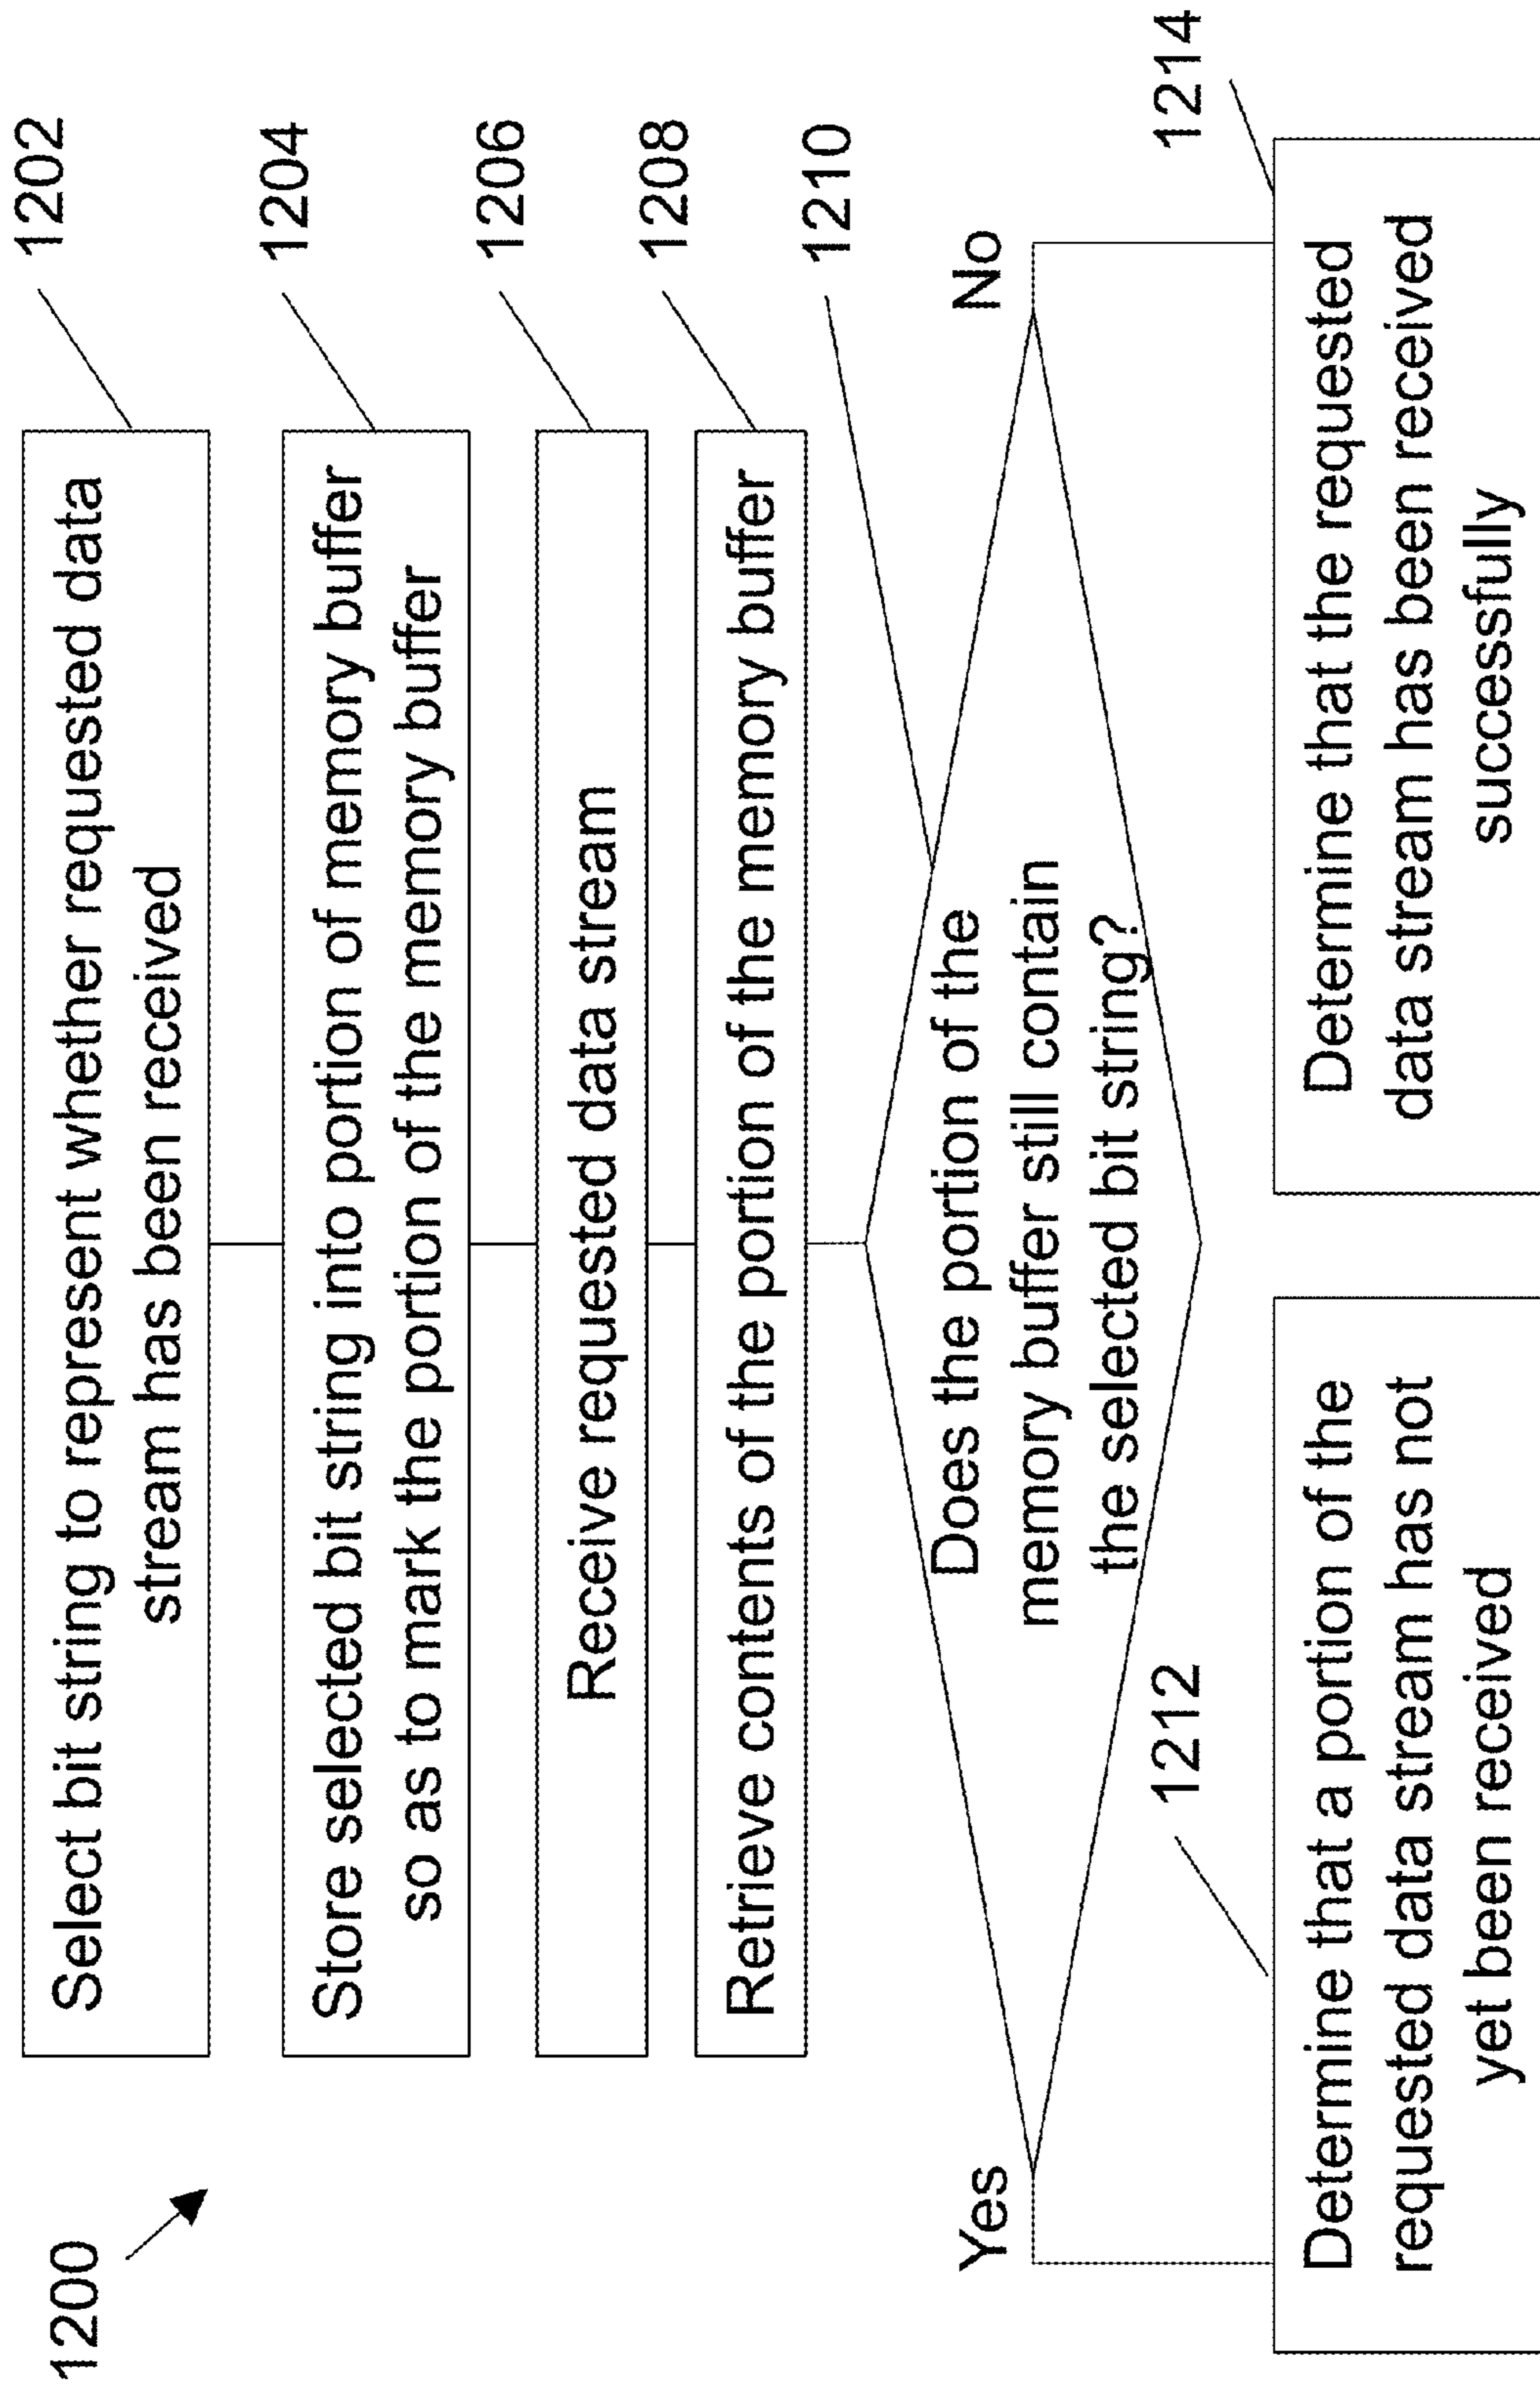 1200
1202
Select bit string to represent whether requested data
stream has been received
1204
Store selected bit string into portion of memory buffer
so as to mark the portion of the memory buffer
1206
Receive requested data stream
1208
Retrieve contents of the portion of the memory buffer
1210
Yes
No
Does the portion of the
memory buffer still contain
the selected bit string?
1212
1214
Determine that a portion of the
requested data stream has not
yet been received
Determine that the requested
data stream has been received
successfully